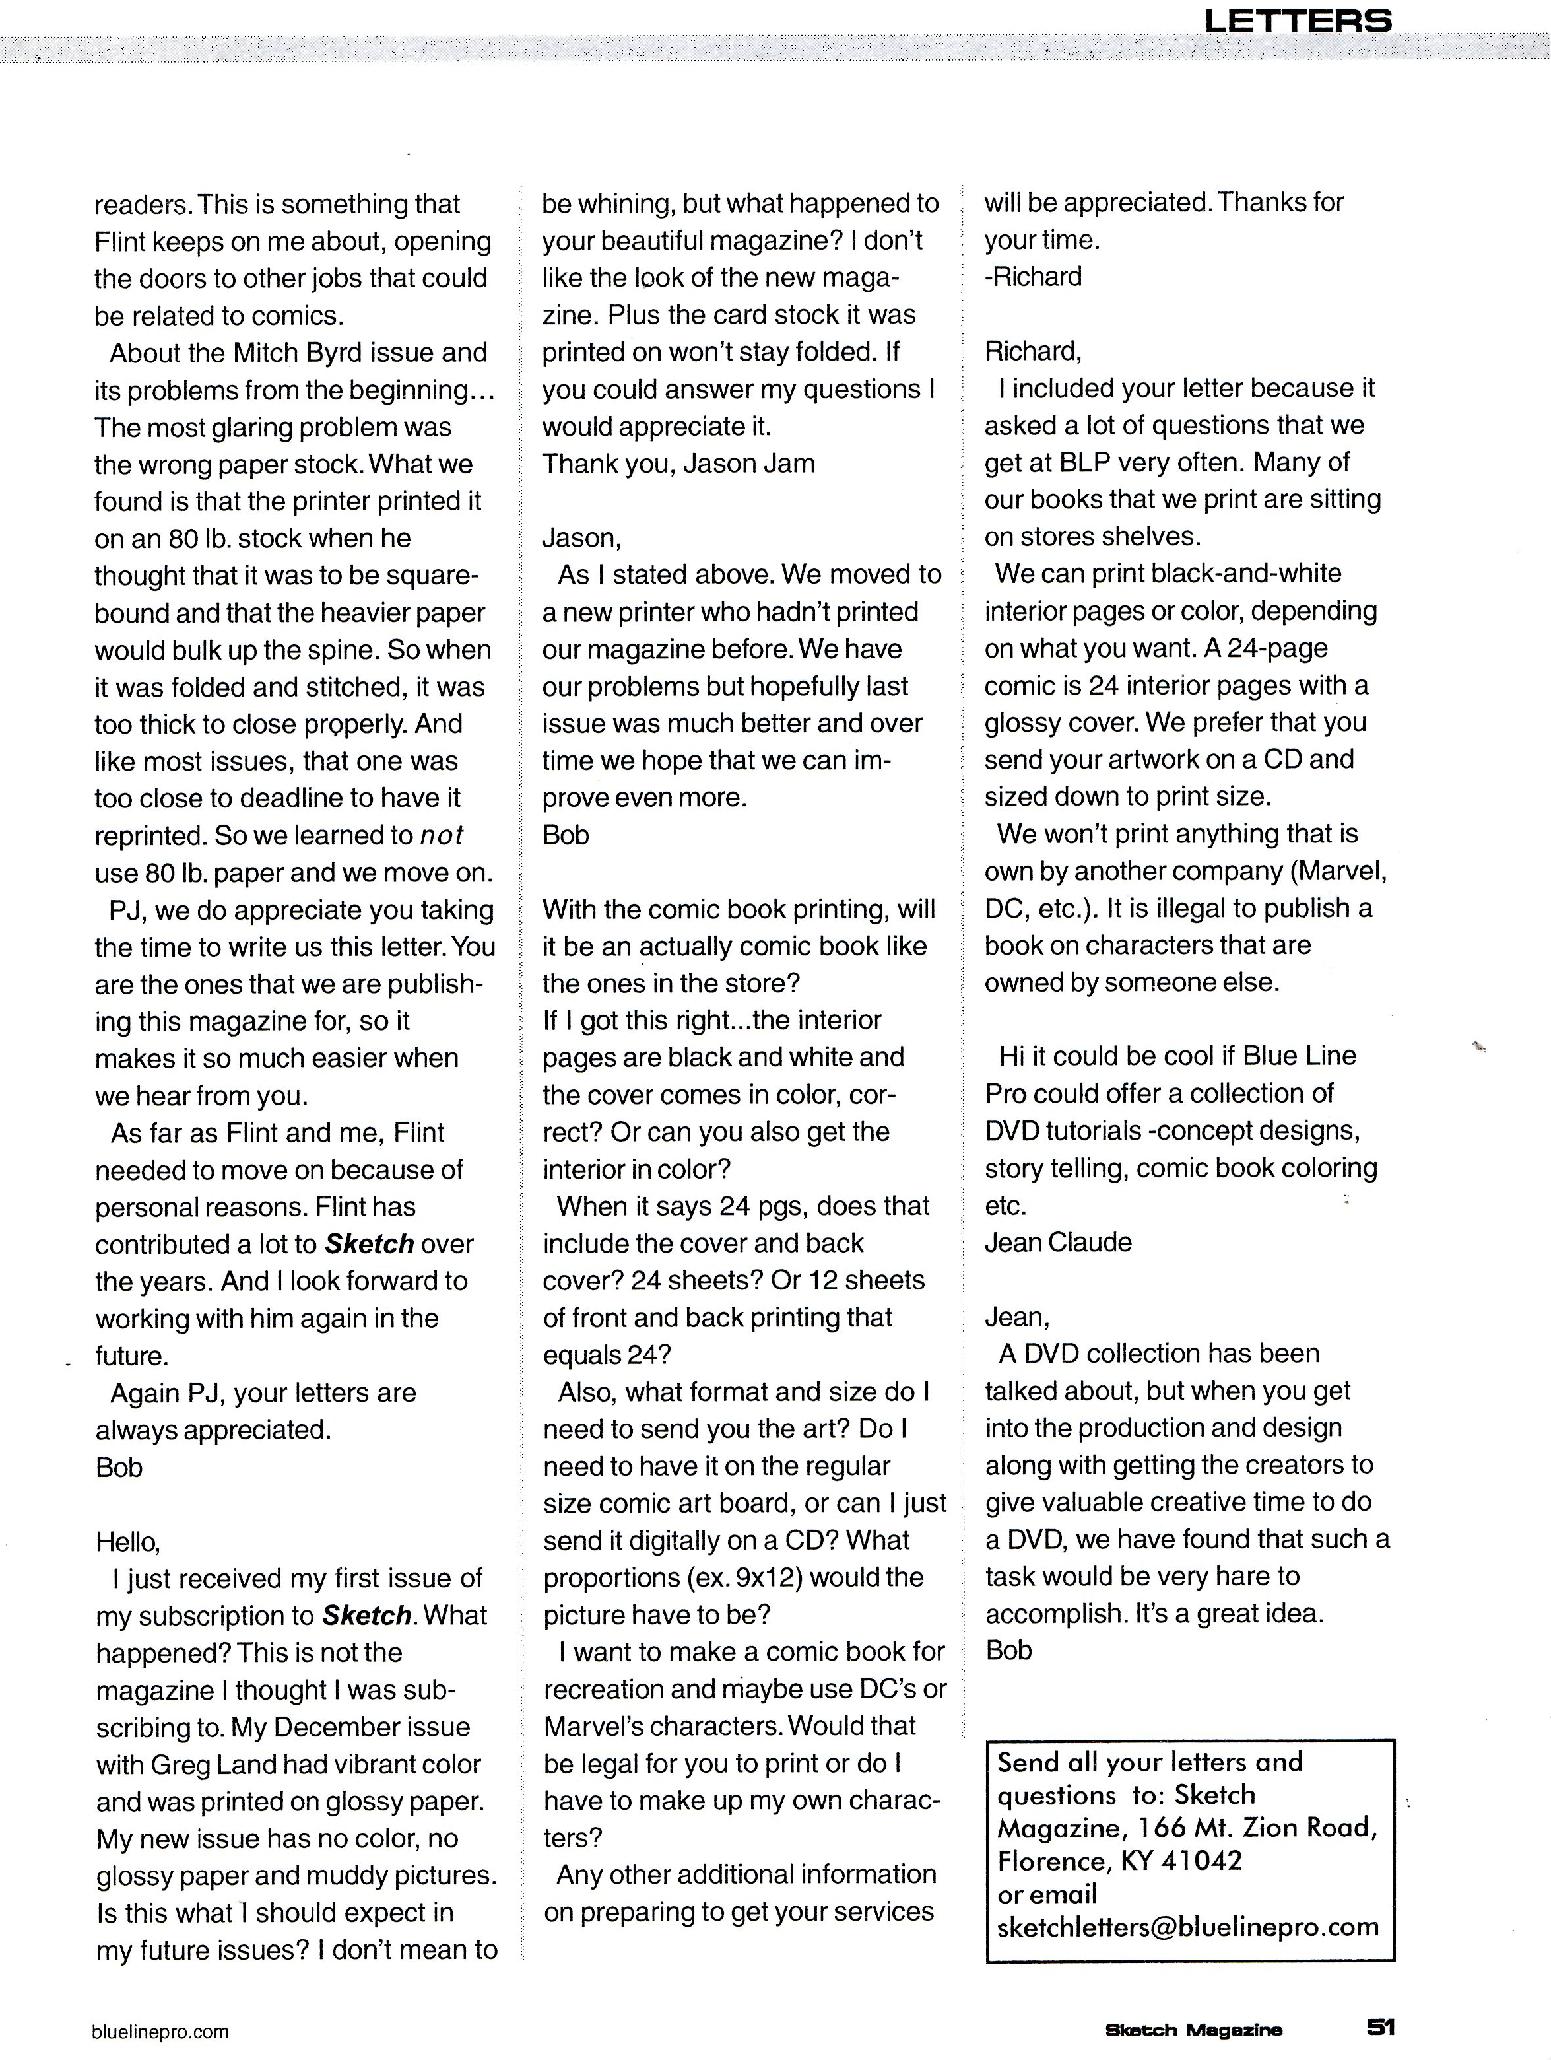 LETTERS
readers. This is something that
Flint keeps on me about, opening
the doors to other jobs that could
be related to comics.
About the Mitch Byrd issue and
its problems from the beginning...
The most glaring problem was
the wrong paper stock. What we
found is that the printer printed it
on an 80 lb. stock when he
thought that it was to be square-
bound and that the heavier paper
would bulk up the spine. So when
it was folded and stitched, it was
too thick to close properly. And
like most issues, that one was
too close to deadline to have it
reprinted. So we learned to not
use 80 lb. paper and we move on.
PJ, we do appreciate you taking
the time to write us this letter. You
are the ones that we are publish-
ing this magazine for, so it
makes it so much easier when
we hear from you.
As far as Flint and me, Flint
needed to move on because of
personal reasons. Flint has
contributed a lot to Sketch over
the years. And I look forward to
working with him again in the
future.
Again PJ, your letters are
always appreciated.
Bob
Hello,
I just received my first issue of
my subscription to Sketch. What
happened? This is not the
magazine I thought I was sub-
scribing to. My December issue
with Greg Land had vibrant color
and was printed on glossy paper.
My new issue has no color, no
glossy paper and muddy pictures.
Is this what I should expect in
my future issues? I don't mean to
be whining, but what happened to
your beautiful magazine? I don't
like the look of the new maga-
zine. Plus the card stock it was
printed on won't stay folded. If
you could answer my questions I
would appreciate it.
Thank you, Jason Jam
Jason,
As I stated above. We moved to
a new printer who hadn't printed
our magazine before. We have
our problems but hopefully last
issue was much better and over
time we hope that we can im-
prove even more.
Bob
With the comic book printing, will
it be an actually comic book like
the ones in the store?
If I got this right...the interior
pages are black and white and
the cover comes in color, cor-
rect? Or can you also get the
interior in color?
When it says 24 pgs, does that
include the cover and back
cover? 24 sheets? Or 12 sheets
of front and back printing that
equals 24?
Also, what format and size do I
need to send you the art? Do I
need to have it on the regular
size comic art board, or can I just
send it digitally on a CD? What
proportions (ex. 9x12) would the
picture have to be?
I want to make a comic book for
recreation and maybe use DC's or
Marvel's characters. Would that
be legal for you to print or do I
have to make up my own charac-
ters?
Any other additional information
on preparing to get your services
will be appreciated. Thanks for
your time.
-Richard
Richard,
I included your letter because it
asked a lot of questions that we
get at BLP very often. Many of
our books that we print are sitting
on stores shelves.
We can print black-and-white
interior pages or color, depending
on what you want. A 24-page
comic is 24 interior pages with a
glossy cover. We prefer that you
send your artwork on a CD and
sized down to print size.
We won't print anything that is
own by another company (Marvel,
DC, etc.). It is illegal to publish a
book on characters that are
owned by someone else.
Hi it could be cool if Blue Line
Pro could offer a collection of
DVD tutorials -concept designs,
story telling, comic book coloring
etc.
Jean Claude
Jean,
A DVD collection has been
talked about, but when you get
into the production and design
along with getting the creators to
give valuable creative time to do
a DVD, we have found that such a
task would be very hare to
accomplish. It's a great idea.
Bob
Send all your letters and
questions to: Sketch
Magazine, 166 Mt. Zion Road,
Florence, KY 41042
or email
sketchletters@bluelinepro.com
bluelinepro.com
Sketch Magazine 51